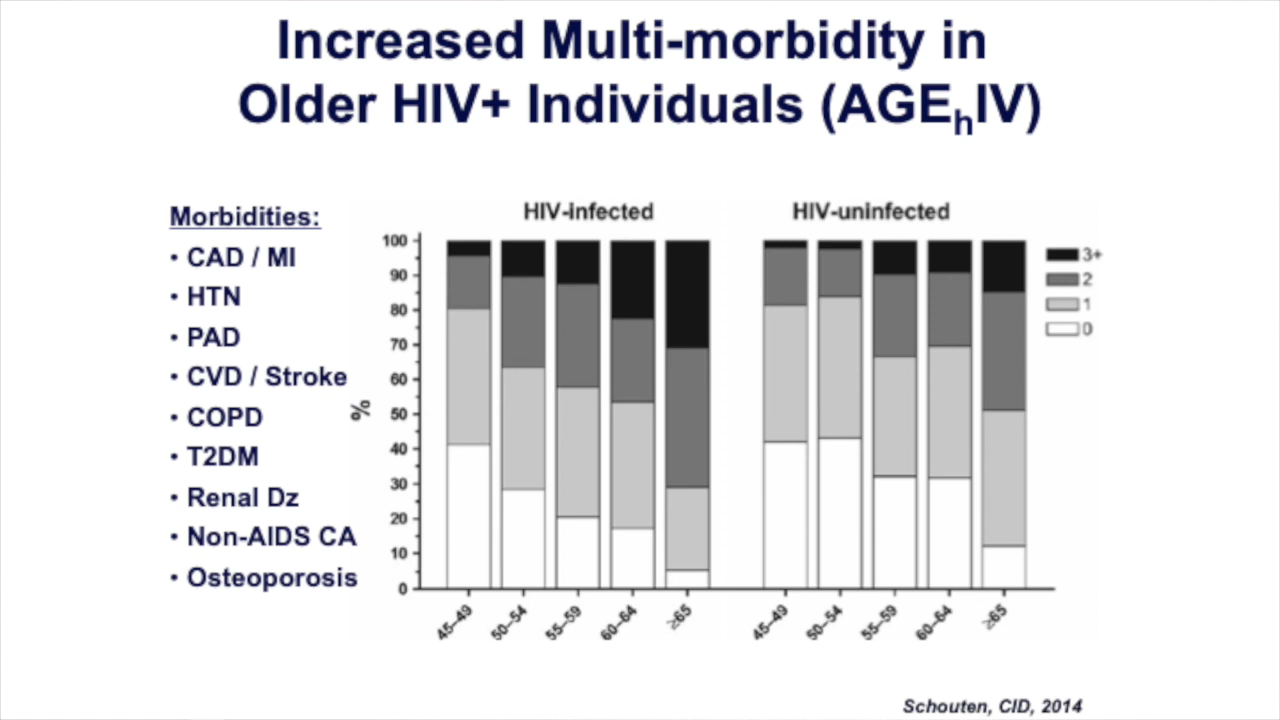 Increased Multi-morbidity in
Older HIV+ Individuals (AGEhIV)
Morbidities:
• CAD / MI
• HTN
• PAD
• CVD / Stroke
• COPD
• T2DM
• Renal Dz
• Non-AIDS CA
• Osteoporosis
HIV-infected
HIV-uninfected
%
100
90
80
70
60
50
40
30
20
10
0
45–49
50–54
55–59
60–64
≥65
45–49
50–54
55–59
60–64
≥65
3+
2
1
0
Schouten, CID, 2014